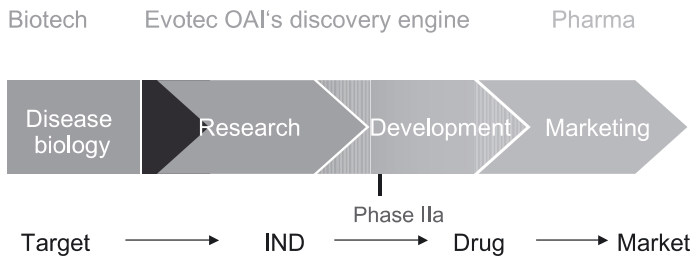 Biotech Evotec OAI's discovery engine Pharma
Disease
biology
Research Development Marketing
Phase IIa
Target IND Drug Market